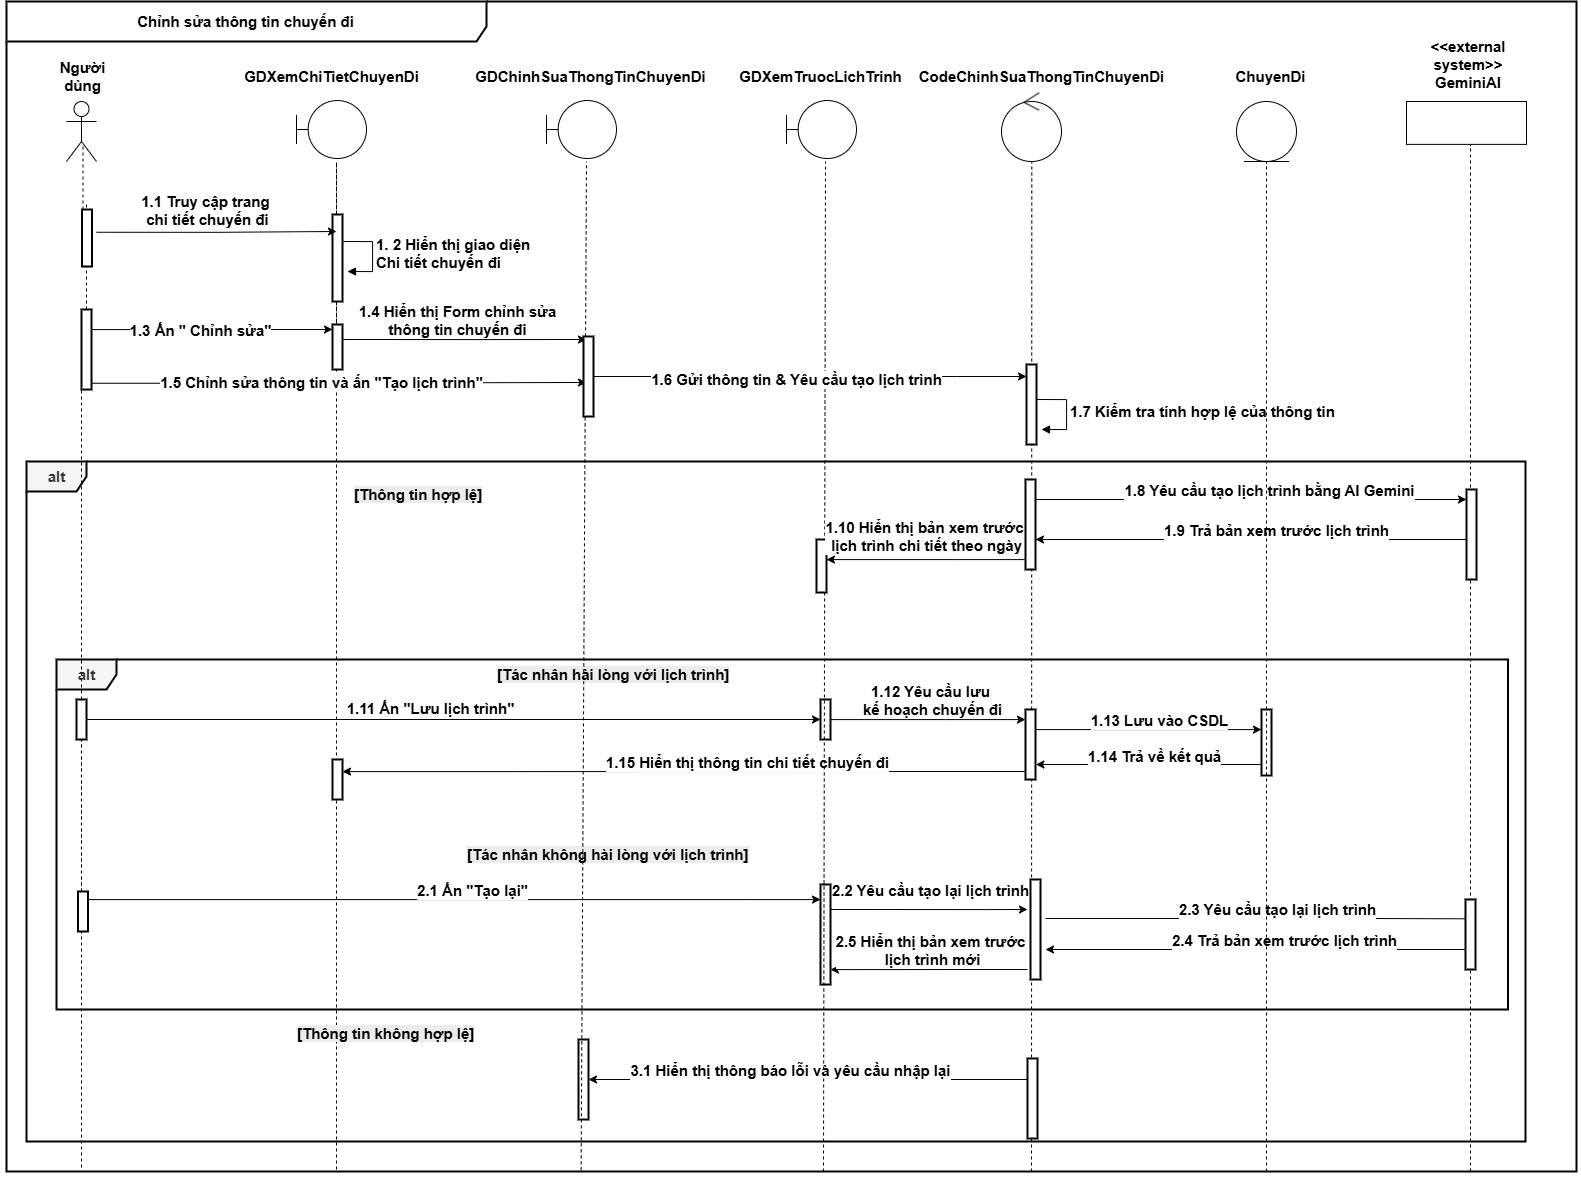 Chỉnh sửa thông tin chuyến đi
Người
dùng
GDXemChiTietChuyenDi
GDChinhSuaThongTinChuyenDi
GDXemTruocLichTrinh
CodeChinhSuaThongTinChuyenDi
ChuyenDi
<<external
system>>
GeminiAI
1.1 Truy cập trang
chi tiết chuyến đi
1. 2 Hiển thị giao diện
Chi tiết chuyến đi
1.3 Ấn " Chỉnh sửa"
1.4 Hiển thị Form chỉnh sửa
thông tin chuyến đi
1.5 Chỉnh sửa thông tin và ấn "Tạo lịch trình"
1.6 Gửi thông tin & Yêu cầu tạo lịch trình
1.7 Kiểm tra tính hợp lệ của thông tin
alt
[Thông tin hợp lệ]
1.8 Yêu cầu tạo lịch trình bằng AI Gemini
1.9 Trả bản xem trước lịch trình
1.10 Hiển thị bản xem trước
lịch trình chi tiết theo ngày
alt
[Tác nhân hài lòng với lịch trình]
1.11 Ấn "Lưu lịch trình"
1.12 Yêu cầu lưu
kế hoạch chuyến đi
1.13 Lưu vào CSDL
1.14 Trả về kết quả
1.15 Hiển thị thông tin chi tiết chuyến đi
[Tác nhân không hài lòng với lịch trình]
2.1 Ấn "Tạo lại"
2.2 Yêu cầu tạo lại lịch trình
2.3 Yêu cầu tạo lại lịch trình
2.4 Trả bản xem trước lịch trình
2.5 Hiển thị bản xem trước
lịch trình mới
[Thông tin không hợp lệ]
3.1 Hiển thị thông báo lỗi và yêu cầu nhập lại